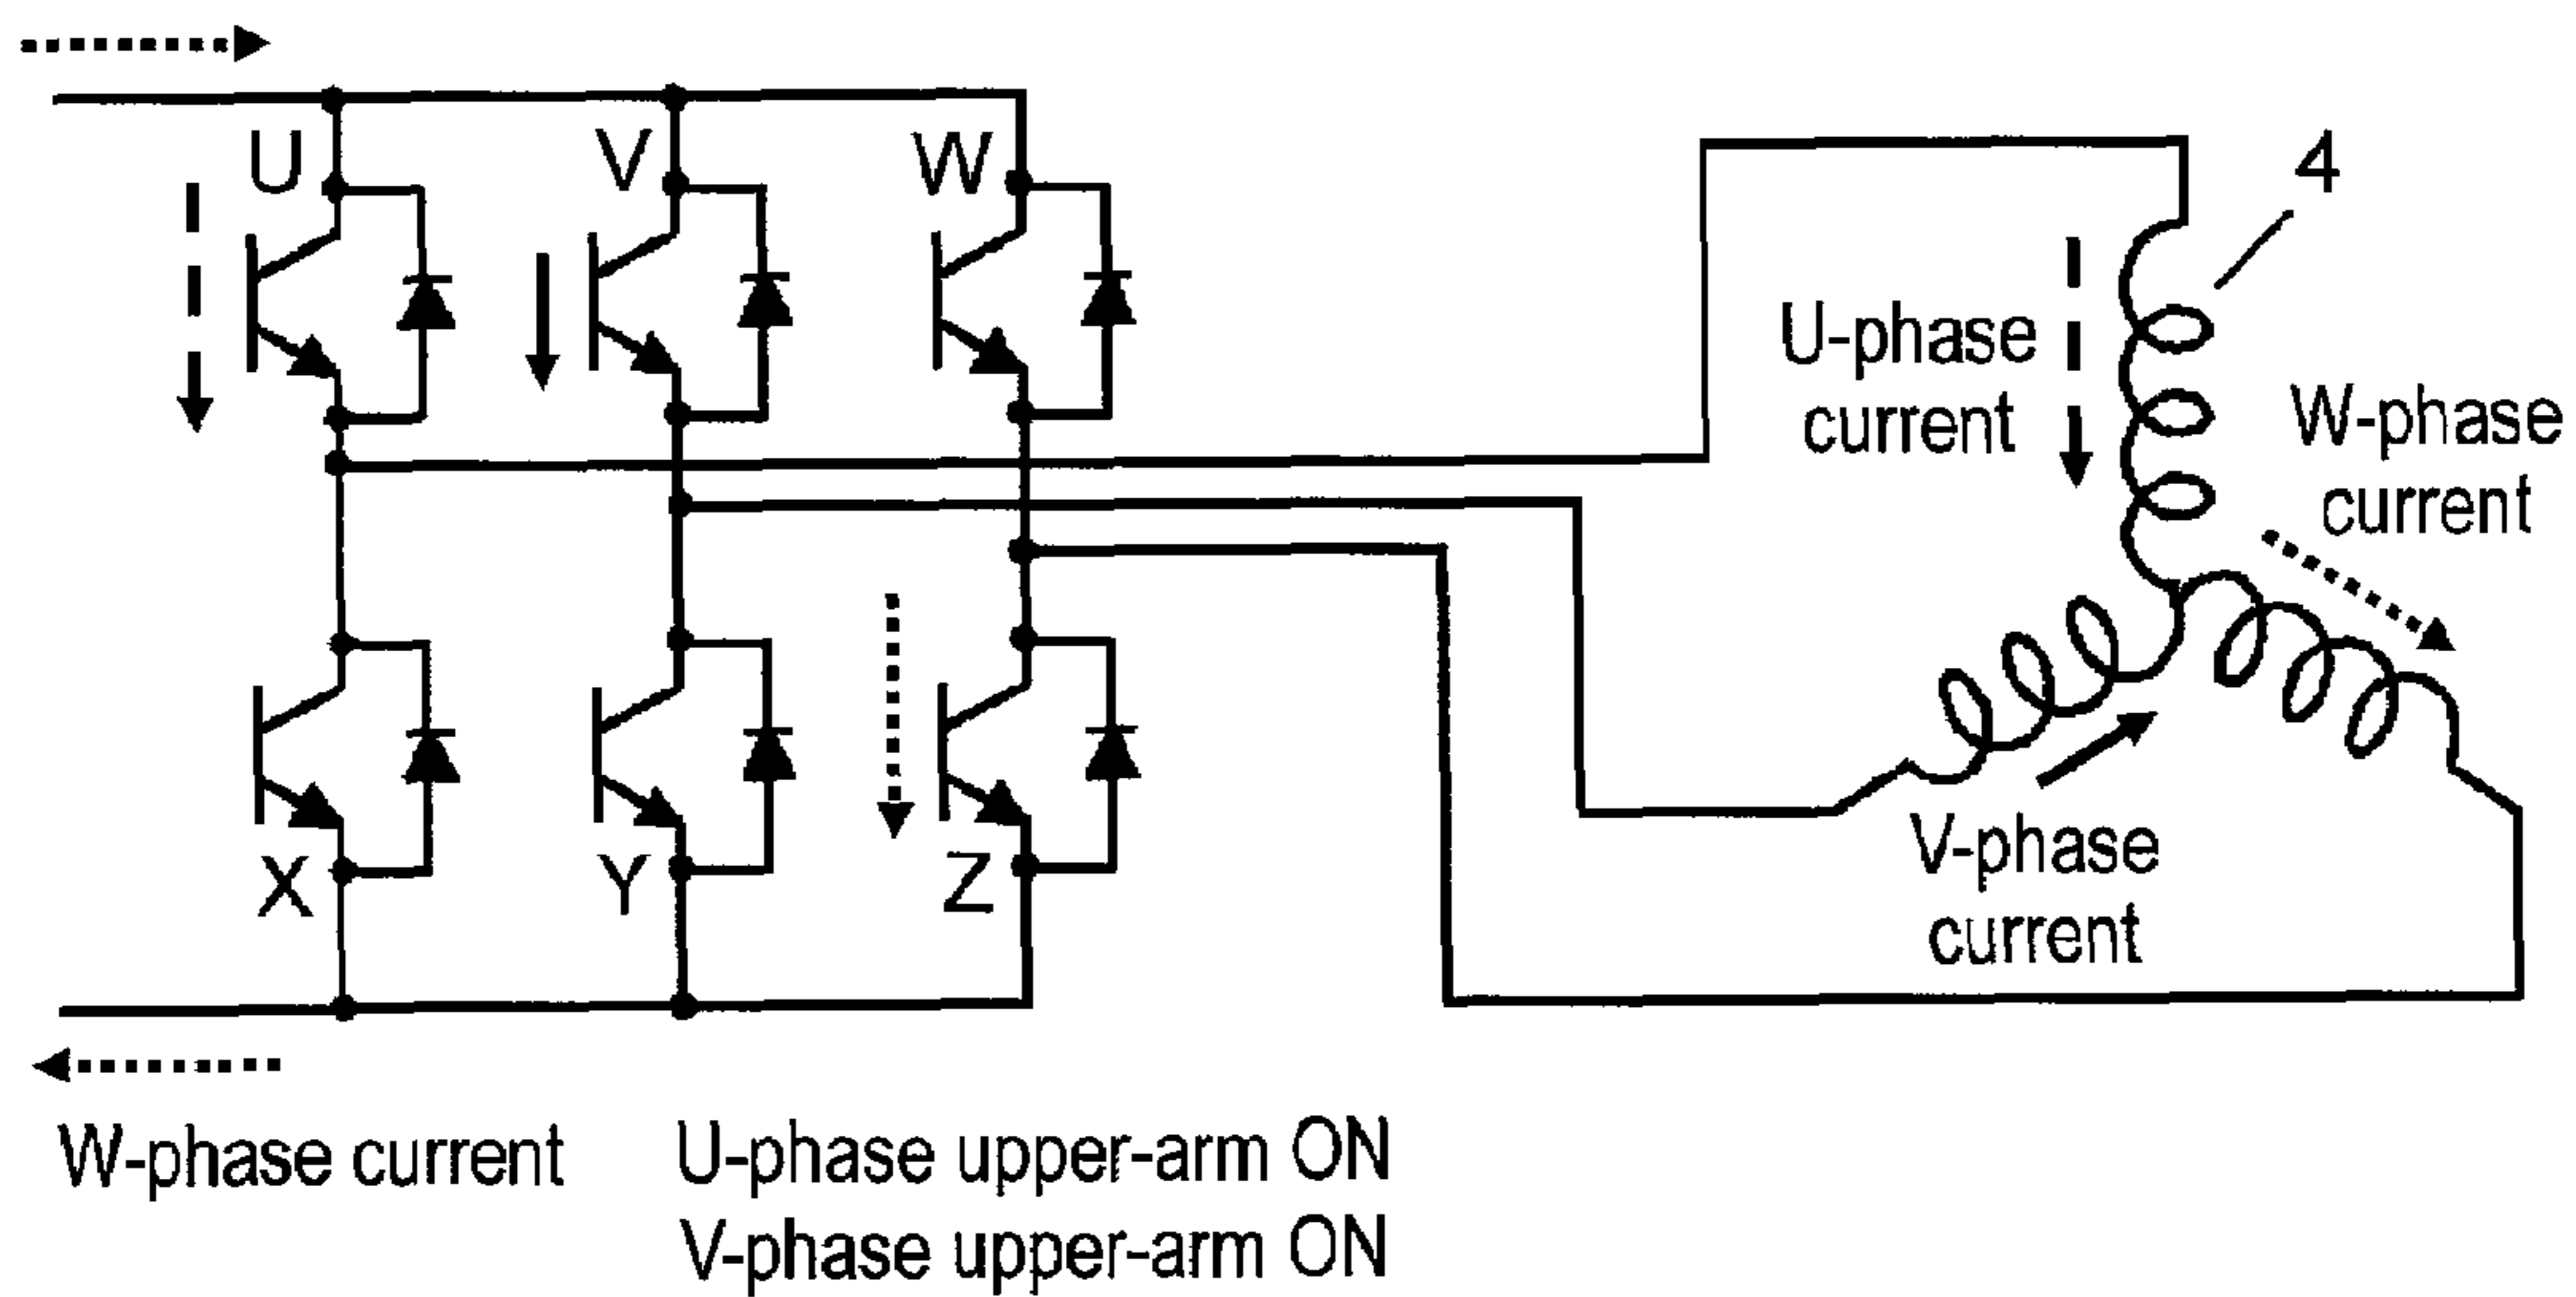 U
V
W
4
U-phase
current
W-phase
current
X
Y
Z
V-phase
current
W-phase current
U-phase upper-arm ON
V-phase upper-arm ON